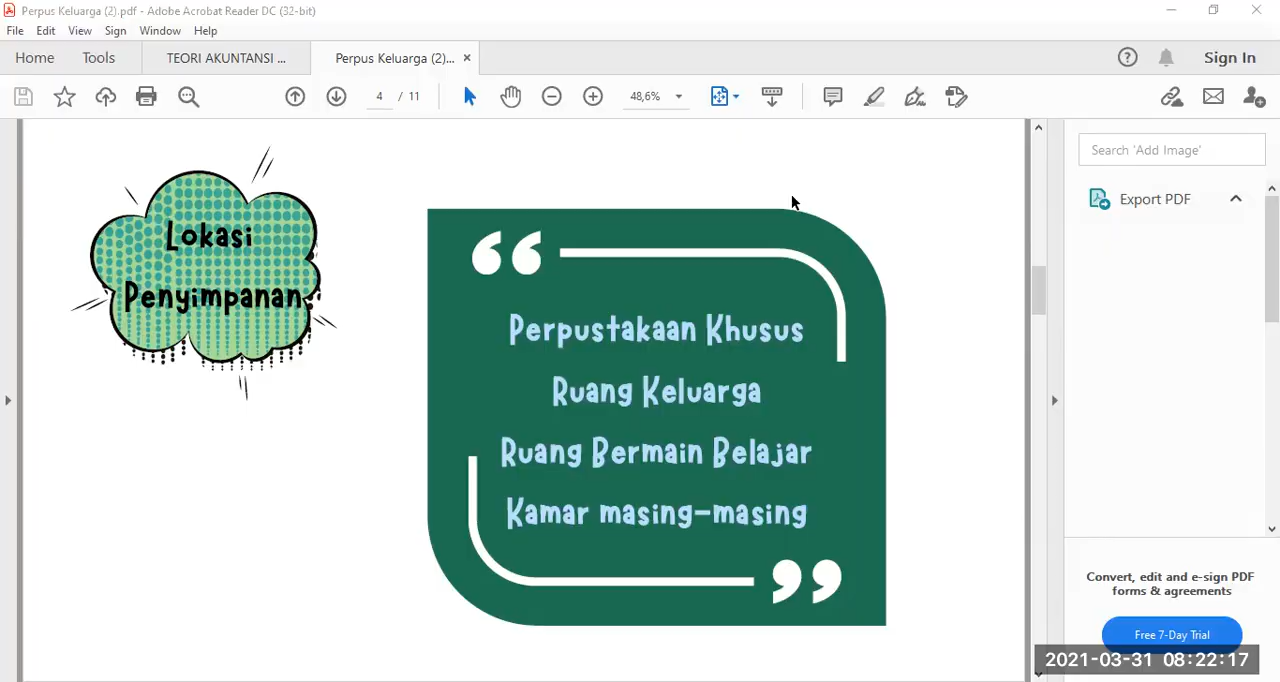 Perpus Keluarga (2).pdf - Adobe Acrobat Reader DC (32-bit)
File Edit View Sign Window Help
Home Tools TEORI AKUNTANSI ... Perpus Keluarga (2)... × Sign In
4 / 11 48,6%
Search 'Add Image'
Export PDF
Lokasi
Penyimpanan
“
Perpustakaan Khusus
Ruang Keluarga
Ruang Bermain Belajar
Kamar masing-masing
”
Convert, edit and e-sign PDF
forms & agreements
Free 7-Day Trial
2021-03-31 08:22:17